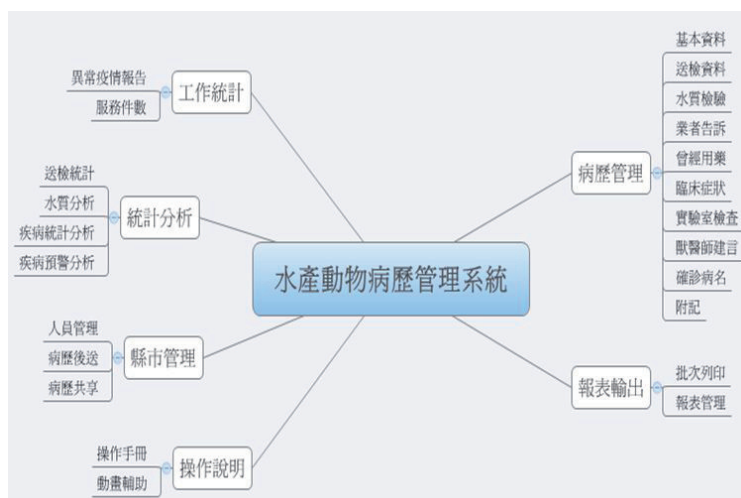 水產動物病歷管理系統
工作統計
異常疫情報告
服務件數
統計分析
送檢統計
水質分析
疾病統計分析
疾病預警分析
縣市管理
人員管理
病歷後送
病歷共享
操作說明
操作手冊
動畫輔助
病歷管理
基本資料
送檢資料
水質檢驗
業者告訴
曾經用藥
臨床症狀
實驗室檢查
獸醫師建言
確診病名
附記
報表輸出
批次列印
報表管理